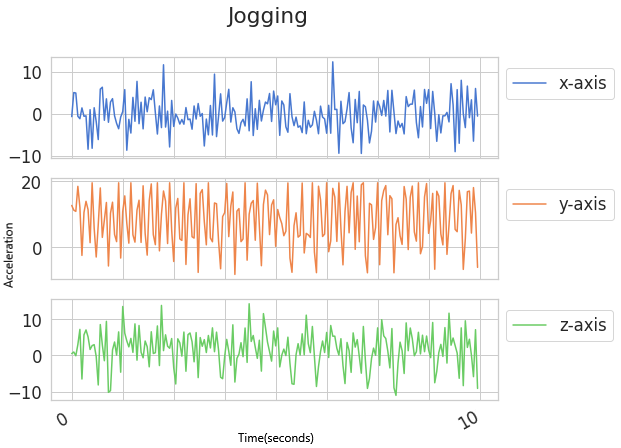 Jogging
10
0
−10
x-axis
20
0
y-axis
Acceleration
10
0
−10
z-axis
0
10
Time(seconds)